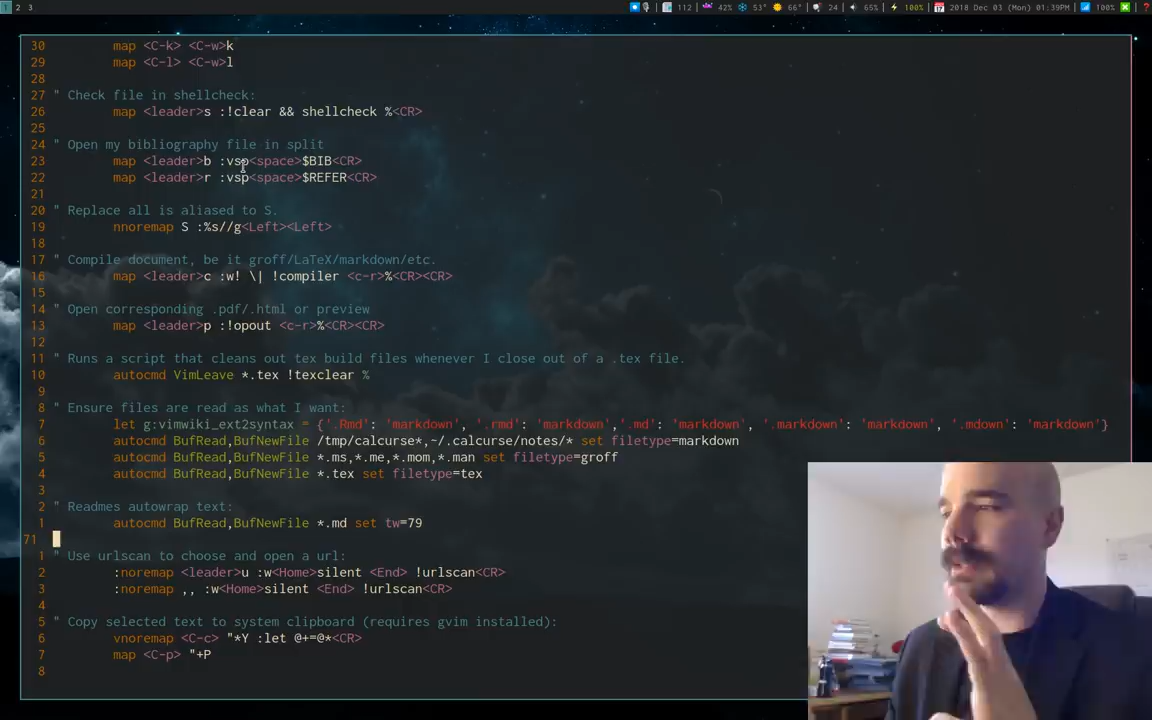 1 2 3 112 42% 53° 66° 24 65% 100% 2018 Dec 03 (Mon) 01:39PM 100% ?
30 map <C-k> <C-w>k
29 map <C-l> <C-w>l
28
27 " Check file in shellcheck:
26 map <leader>s :!clear && shellcheck %<CR>
25
24 " Open my bibliography file in split
23 map <leader>b :vsp<space>$BIB<CR>
22 map <leader>r :vsp<space>$REFER<CR>
21
20 " Replace all is aliased to S.
19 nnoremap S :%s//g<Left><Left>
18
17 " Compile document, be it groff/LaTeX/markdown/etc.
16 map <leader>c :w! \| !compiler <c-r>%<CR><CR>
15
14 " Open corresponding .pdf/.html or preview
13 map <leader>p :!opout <c-r>%<CR><CR>
12
11 " Runs a script that cleans out tex build files whenever I close out of a .tex file.
10 autocmd VimLeave *.tex !texclear %
9
8 " Ensure files are read as what I want:
7 let g:vimwiki_ext2syntax = {'.Rmd': 'markdown', '.rmd': 'markdown','.md': 'markdown', '.markdown': 'markdown', '.mdown': 'markdown'}
6 autocmd BufRead,BufNewFile /tmp/calcurse*,~/.calcurse/notes/* set filetype=markdown
5 autocmd BufRead,BufNewFile *.ms,*.me,*.mom,*.man set filetype=groff
4 autocmd BufRead,BufNewFile *.tex set filetype=tex
3
2 " Readmes autowrap text:
1 autocmd BufRead,BufNewFile *.md set tw=79
71
1 " Use urlscan to choose and open a url:
2 :noremap <leader>u :w<Home>silent <End> !urlscan<CR>
3 :noremap ,, :w<Home>silent <End> !urlscan<CR>
4
5 " Copy selected text to system clipboard (requires gvim installed):
6 vnoremap <C-c> "*Y :let @+=@*<CR>
7 map <C-p> "+P
8